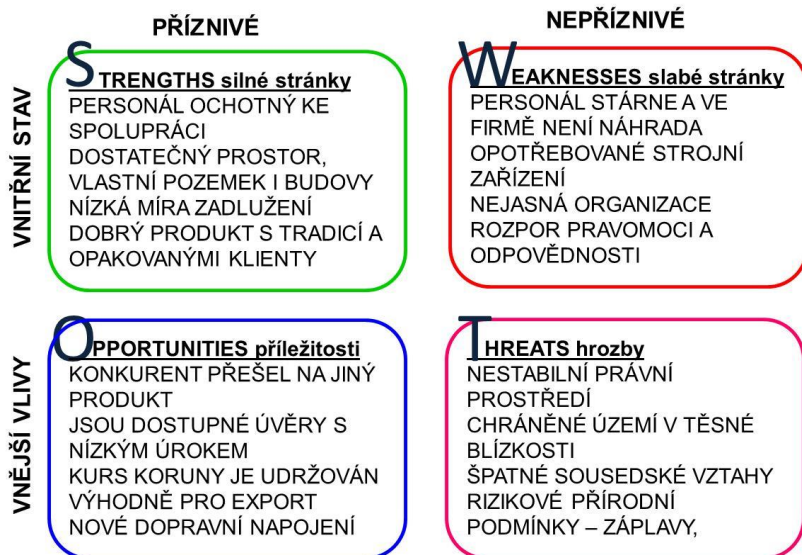 PŘÍZNIVÉ
NEPŘÍZNIVÉ
VNITŘNÍ STAV
STRENGTHS silné stránky
PERSONÁL OCHOTNÝ KE
SPOLUPRÁCI
DOSTATEČNÝ PROSTOR,
VLASTNÍ POZEMEK I BUDOVY
NÍZKÁ MÍRA ZADLUŽENÍ
DOBRÝ PRODUKT S TRADICÍ A
OPAKOVANÝMI KLIENTY
WEAKNESSES slabé stránky
PERSONÁL STÁRNE A VE
FIRMĚ NENÍ NÁHRADA
OPOTŘEBOVANÉ STROJNÍ
ZAŘÍZENÍ
NEJASNÁ ORGANIZACE
ROZPOR PRAVOMOCI A
ODPOVĚDNOSTI
VNĚJŠÍ VLIVY
OPPORTUNITIES příležitosti
KONKURENT PŘEŠEL NA JINÝ
PRODUKT
JSOU DOSTUPNÉ ÚVĚRY S
NÍZKÝM ÚROKEM
KURS KORUNY JE UDRŽOVÁN
VÝHODNĚ PRO EXPORT
NOVÉ DOPRAVNÍ NAPOJENÍ
THREATS hrozby
NESTABILNÍ PRÁVNÍ
PROSTŘEDÍ
CHRÁNĚNÉ ÚZEMÍ V TĚSNÉ
BLÍZKOSTI
ŠPATNÉ SOUSEDSKÉ VZTAHY
RIZIKOVÉ PŘÍRODNÍ
PODMÍNKY – ZÁPLAVY,